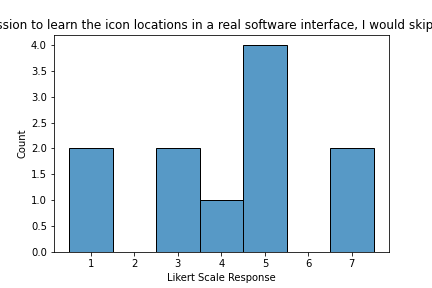 ssion to learn the icon locations in a real software interface, I would skip
4.0
3.5
3.0
2.5
2.0
1.5
1.0
0.5
0.0
Count
1 2 3 4 5 6 7
Likert Scale Response